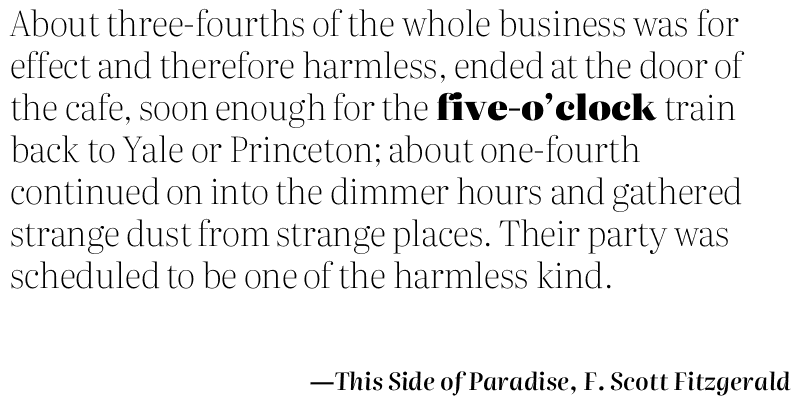 About three-fourths of the whole business was for
effect and therefore harmless, ended at the door of
the cafe, soon enough for the five-o’clock train
back to Yale or Princeton; about one-fourth
continued on into the dimmer hours and gathered
strange dust from strange places. Their party was
scheduled to be one of the harmless kind.
—This Side of Paradise, F. Scott Fitzgerald